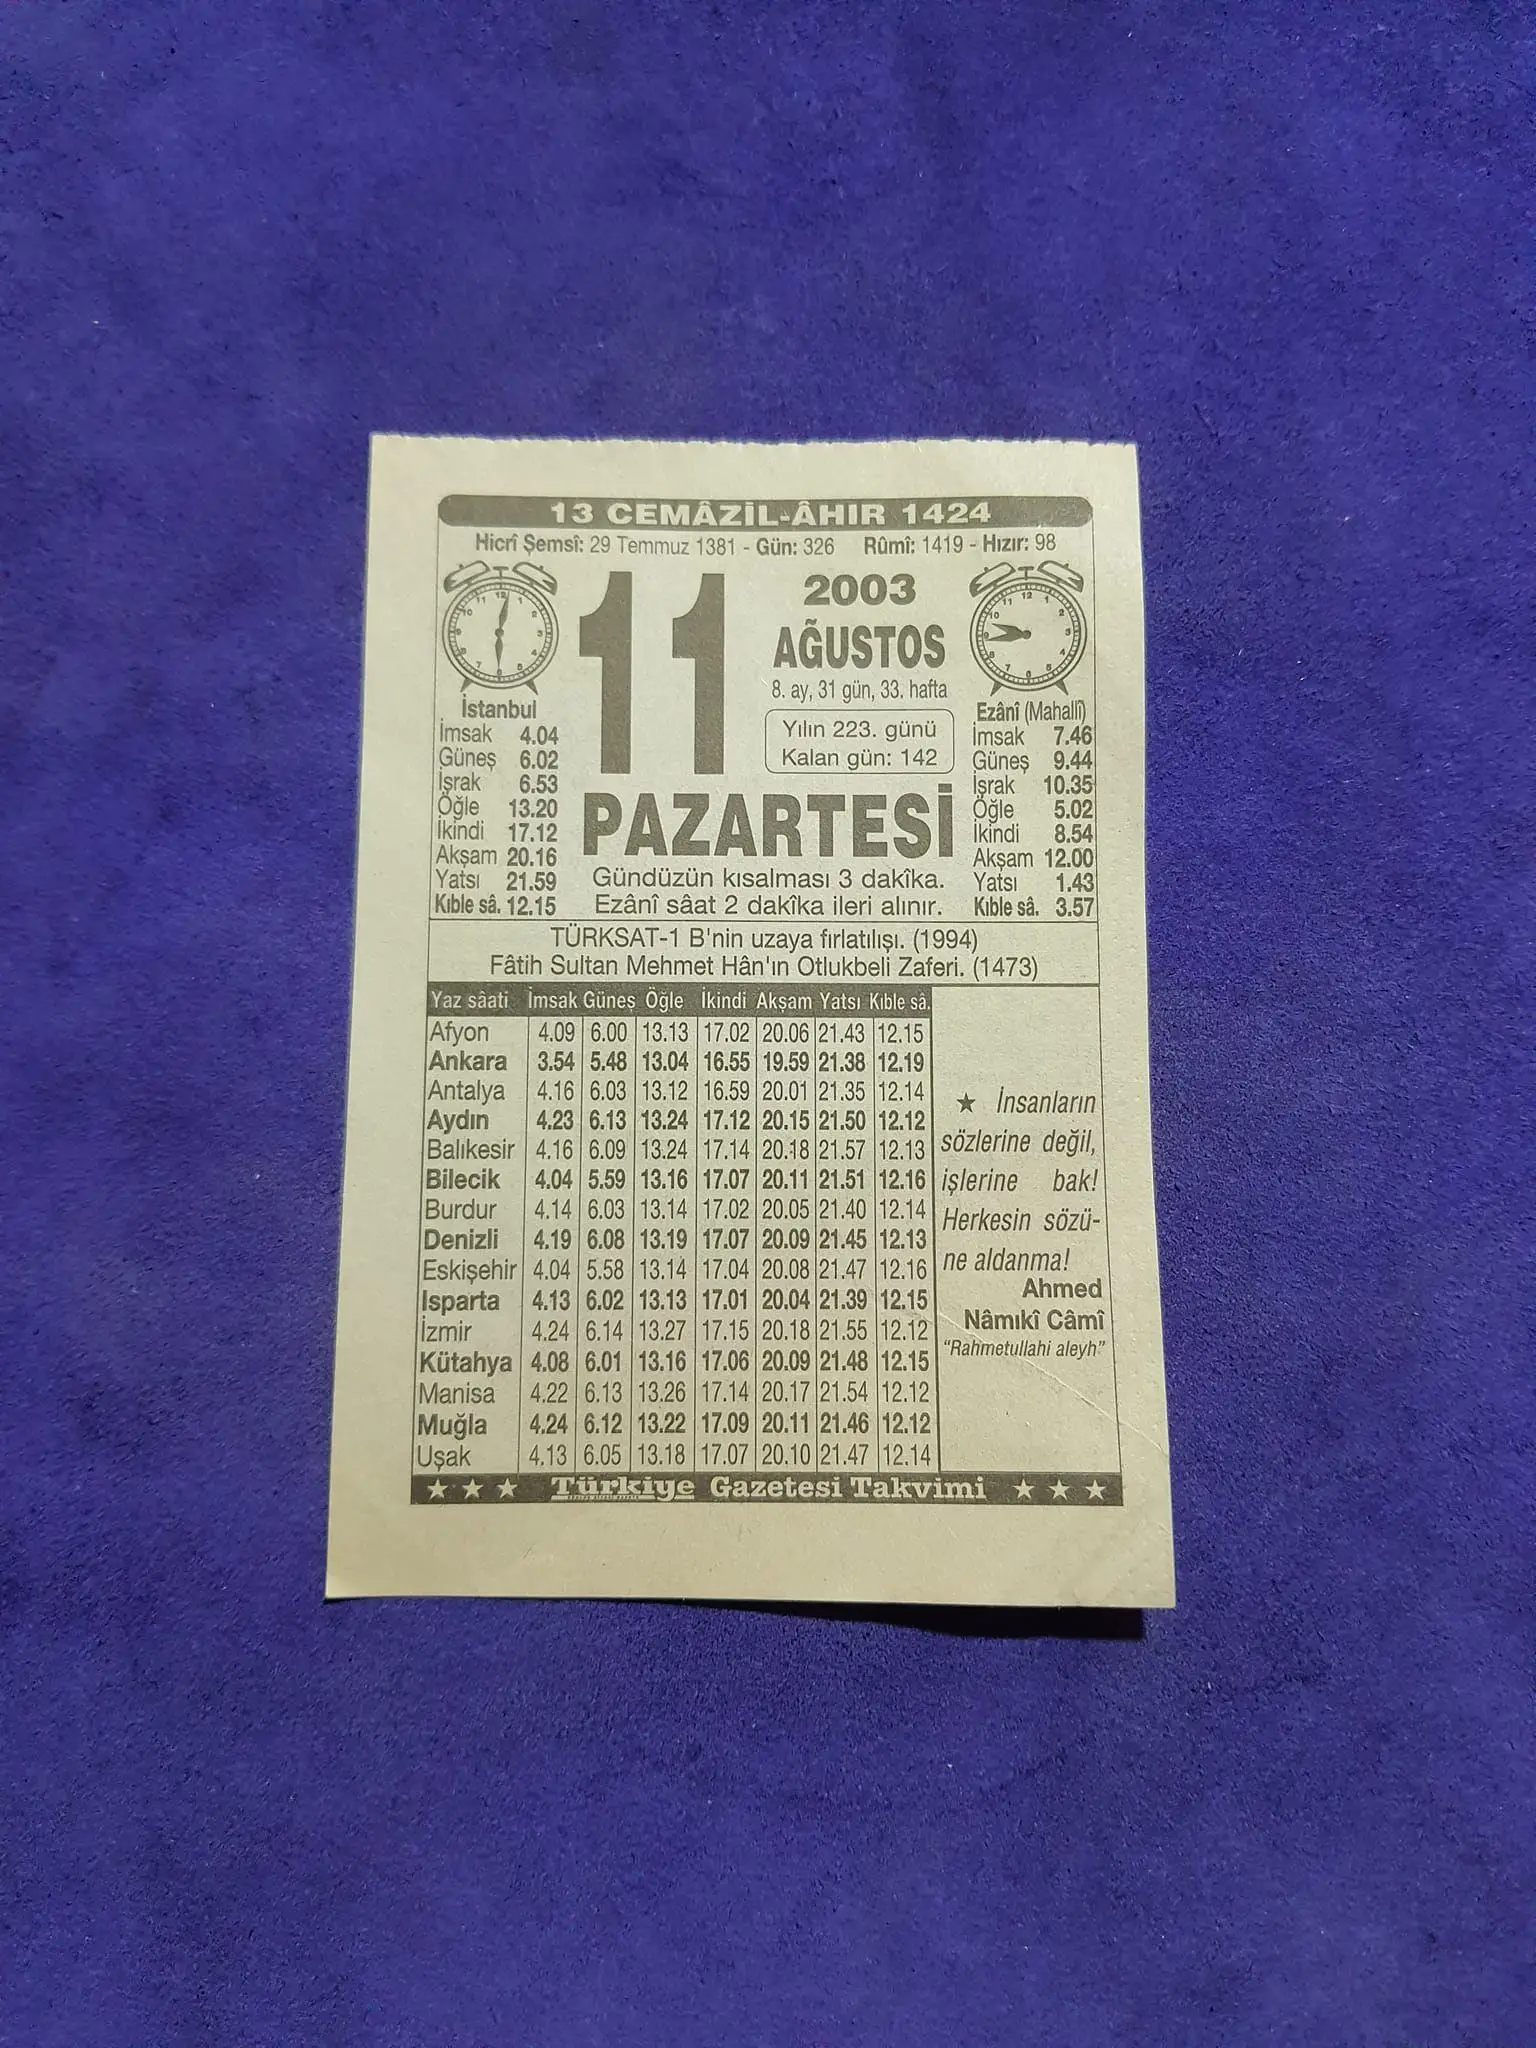 13 CEMÂZİL-ÂHIR 1424
Hicrî Şemsî: 29 Temmuz 1381 - Gün: 326 Rûmî: 1419 - Hızır: 98
11
2003
AĞUSTOS
8. ay, 31 gün, 33. hafta
Yılın 223. günü
Kalan gün: 142
PAZARTESİ
Gündüzün kısalması 3 dakîka.
Ezânî sâat 2 dakîka ileri alınır.
İstanbul
İmsak 4.04
Güneş 6.02
İşrak 6.53
Öğle 13.20
İkindi 17.12
Akşam 20.16
Yatsı 21.59
Kıble sâ. 12.15
Ezânî (Mahallî)
İmsak 7.46
Güneş 9.44
İşrak 10.35
Öğle 5.02
İkindi 8.54
Akşam 12.00
Yatsı 1.43
Kıble sâ. 3.57
TÜRKSAT-1 B'nin uzaya fırlatılışı. (1994)
Fâtih Sultan Mehmet Hân'ın Otlukbeli Zaferi. (1473)
Yaz sâati İmsak Güneş Öğle İkindi Akşam Yatsı Kıble sâ.
Afyon 4.09 6.00 13.13 17.02 20.06 21.43 12.15
Ankara 3.54 5.48 13.04 16.55 19.59 21.38 12.19
Antalya 4.16 6.03 13.12 16.59 20.01 21.35 12.14
Aydın 4.23 6.13 13.24 17.12 20.15 21.50 12.12
Balıkesir 4.16 6.09 13.24 17.14 20.18 21.57 12.13
Bilecik 4.04 5.59 13.16 17.07 20.11 21.51 12.16
Burdur 4.14 6.03 13.14 17.02 20.05 21.40 12.14
Denizli 4.19 6.08 13.19 17.07 20.09 21.45 12.13
Eskişehir 4.04 5.58 13.14 17.04 20.08 21.47 12.16
Isparta 4.13 6.02 13.13 17.01 20.04 21.39 12.15
İzmir 4.24 6.14 13.27 17.15 20.18 21.55 12.12
Kütahya 4.08 6.01 13.16 17.06 20.09 21.48 12.15
Manisa 4.22 6.13 13.26 17.14 20.17 21.54 12.12
Muğla 4.24 6.12 13.22 17.09 20.11 21.46 12.12
Uşak 4.13 6.05 13.18 17.07 20.10 21.47 12.14
★ İnsanların
sözlerine değil,
işlerine bak!
Herkesin sözü-
ne aldanma!
Ahmed
Nâmıkî Câmî
"Rahmetullahi aleyh"
★ ★ ★ Türkiye Gazetesi Takvimi ★ ★ ★